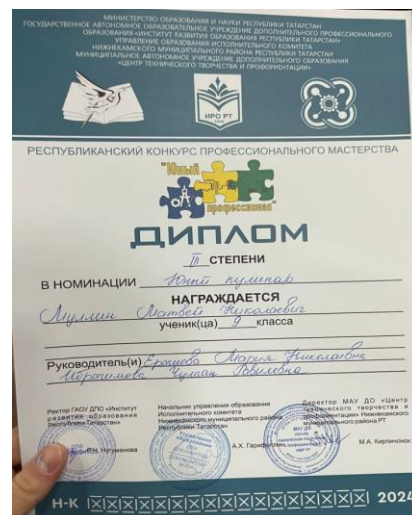 МИНИСТЕРСТВО ОБРАЗОВАНИЯ И НАУКИ РЕСПУБЛИКИ ТАТАРСТАН
ГОСУДАРСТВЕННОЕ АВТОНОМНОЕ ОБРАЗОВАТЕЛЬНОЕ УЧРЕЖДЕНИЕ ДОПОЛНИТЕЛЬНОГО ПРОФЕССИОНАЛЬНОГО
ОБРАЗОВАНИЯ «ИНСТИТУТ РАЗВИТИЯ ОБРАЗОВАНИЯ РЕСПУБЛИКИ ТАТАРСТАН»
УПРАВЛЕНИЕ ОБРАЗОВАНИЯ ИСПОЛНИТЕЛЬНОГО КОМИТЕТА
НИЖНЕКАМСКОГО МУНИЦИПАЛЬНОГО РАЙОНА РЕСПУБЛИКИ ТАТАРСТАН
МУНИЦИПАЛЬНОЕ АВТОНОМНОЕ УЧРЕЖДЕНИЕ ДОПОЛНИТЕЛЬНОГО ОБРАЗОВАНИЯ
«ЦЕНТР ТЕХНИЧЕСКОГО ТВОРЧЕСТВА И ПРОФОРИЕНТАЦИИ»
ИРО РТ
РЕСПУБЛИКАНСКИЙ КОНКУРС ПРОФЕССИОНАЛЬНОГО МАСТЕРСТВА
"Юный
профессионал"
ДИПЛОМ
III СТЕПЕНИ
В НОМИНАЦИИ Юный кулинар
НАГРАЖДАЕТСЯ
Муллин Матвей Николаевич
ученик(ца) 9 класса
Руководитель(и) Ершова Мария Николаевна
Ибрагимова Чулпан
Ректор ГАОУ ДПО «Институт
развития образования
Республики Татарстан»
Нугуманова
Начальник управления образования
Исполнительного комитета
Нижнекамского муниципального района
Республики Татарстан
А.Х. Гарифуллин
Директор МАУ ДО «Центр
технического творчества и
профориентации» Нижнекамского
муниципального района РТ
М.А. Кирпичонок
Н-К 2024